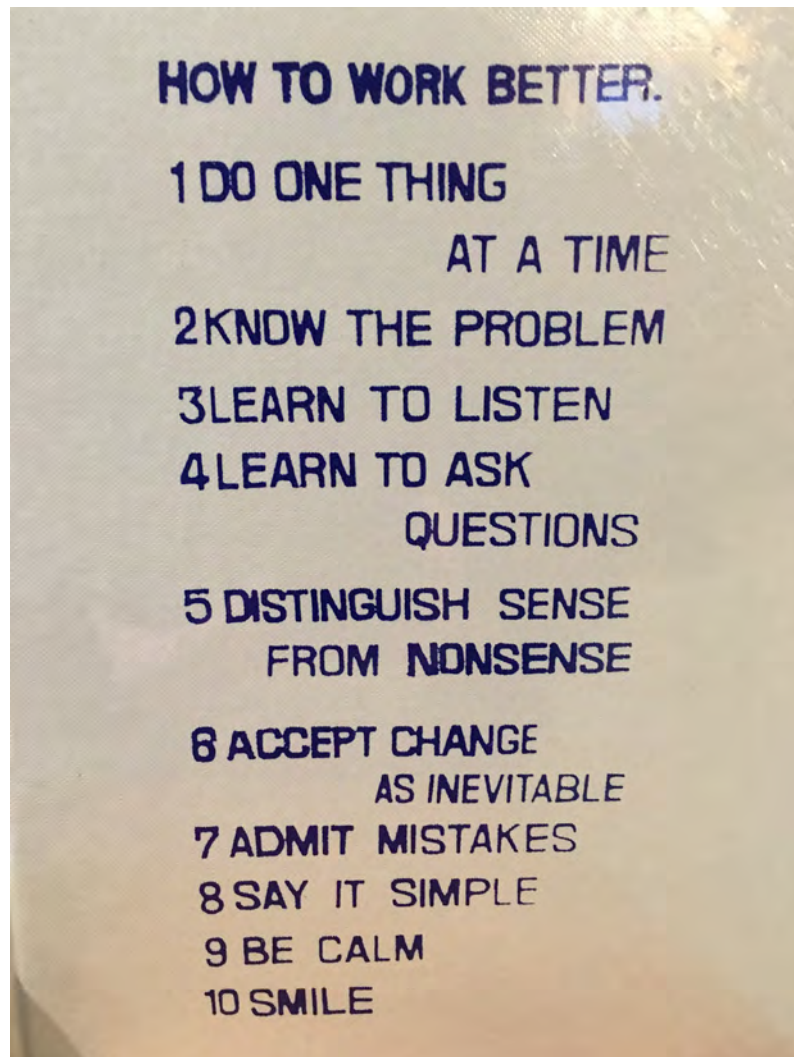 HOW TO WORK BETTER.
1 DO ONE THING
AT A TIME
2 KNOW THE PROBLEM
3 LEARN TO LISTEN
4 LEARN TO ASK
QUESTIONS
5 DISTINGUISH SENSE
FROM NONSENSE
6 ACCEPT CHANGE
AS INEVITABLE
7 ADMIT MISTAKES
8 SAY IT SIMPLE
9 BE CALM
10 SMILE